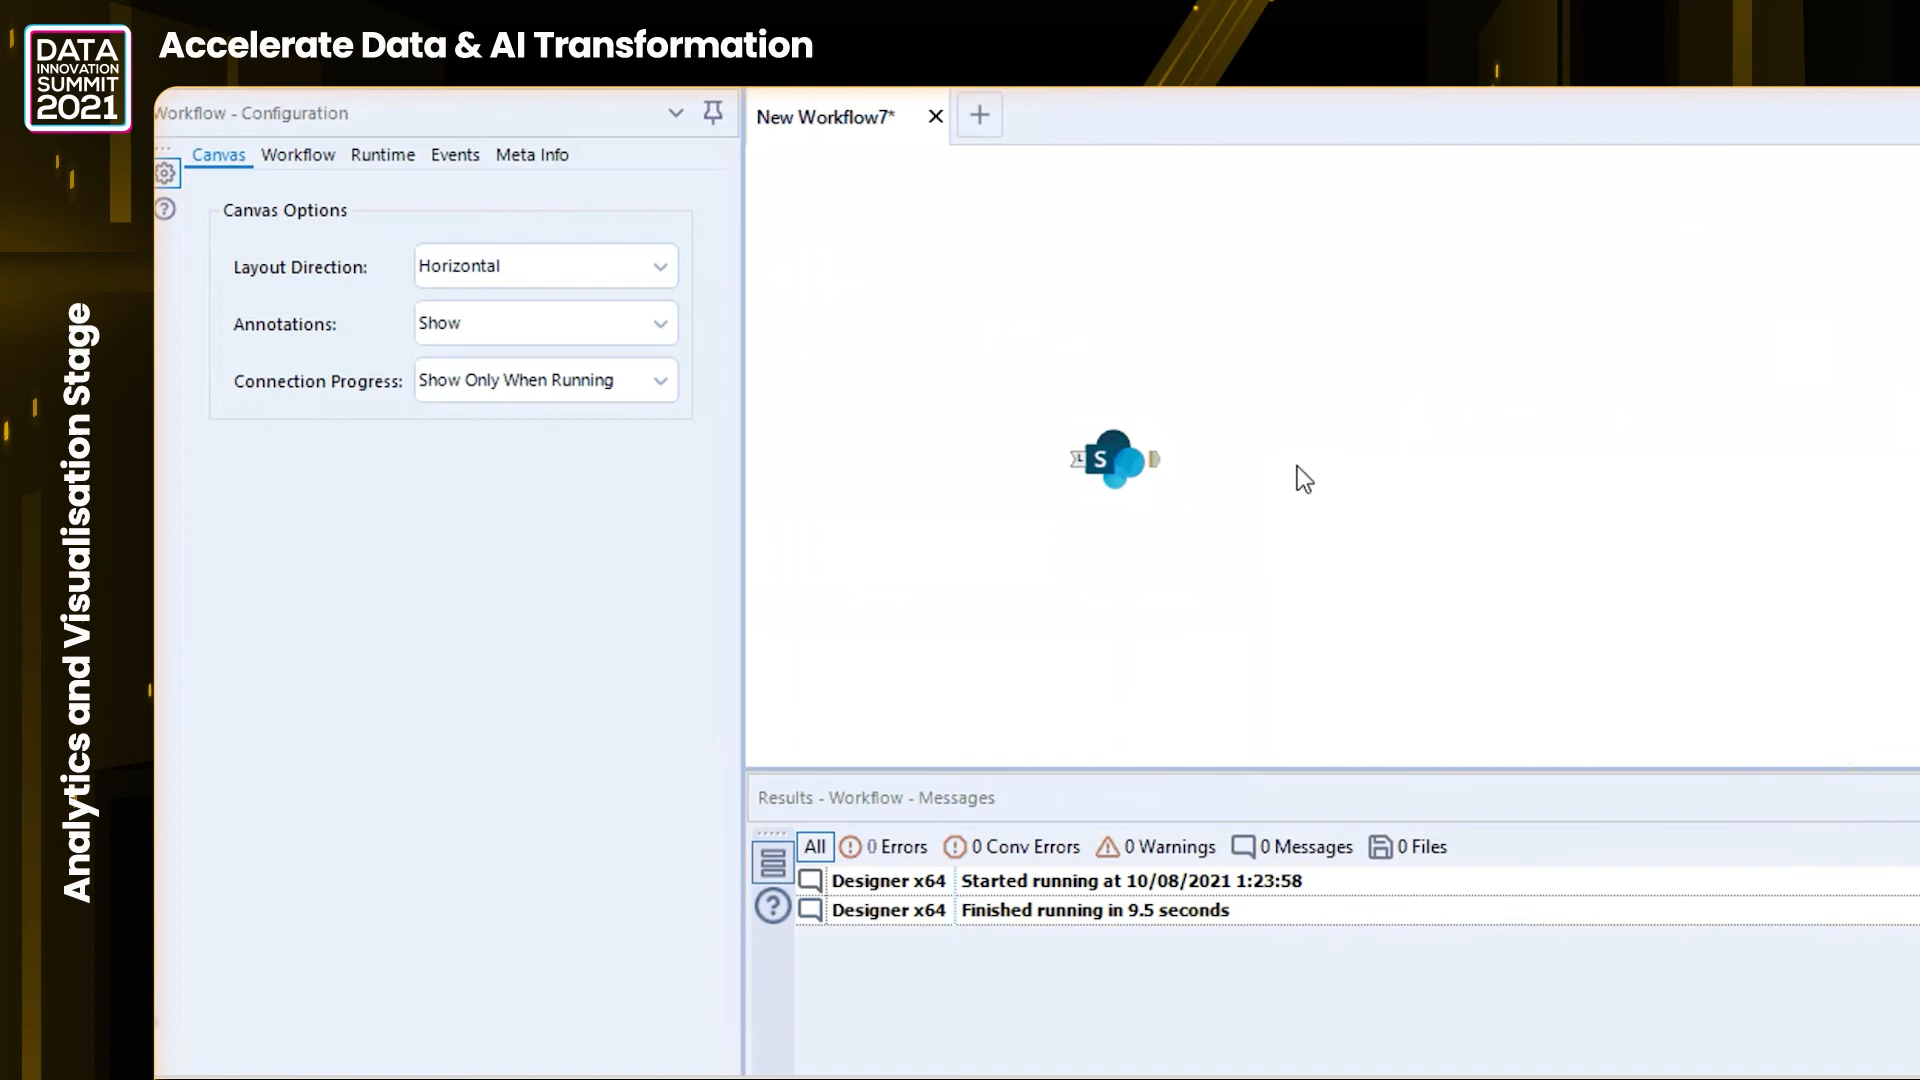 DATA
INNOVATION
SUMMIT
2021
Accelerate Data & AI Transformation
Analytics and Visualisation Stage
Workflow - Configuration
Canvas Workflow Runtime Events Meta Info
Canvas Options
Layout Direction: Horizontal
Annotations: Show
Connection Progress: Show Only When Running
New Workflow7*
L S
Results - Workflow - Messages
All 0 Errors 0 Conv Errors 0 Warnings 0 Messages 0 Files
Designer x64 Started running at 10/08/2021 1:23:58
Designer x64 Finished running in 9.5 seconds